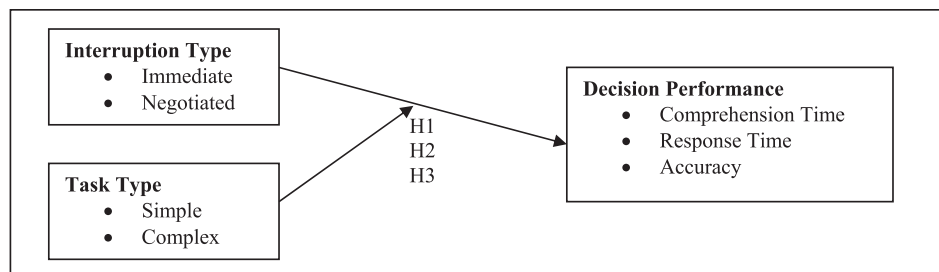 Interruption Type
• Immediate
• Negotiated
Task Type
• Simple
• Complex
H1
H2
H3
Decision Performance
• Comprehension Time
• Response Time
• Accuracy